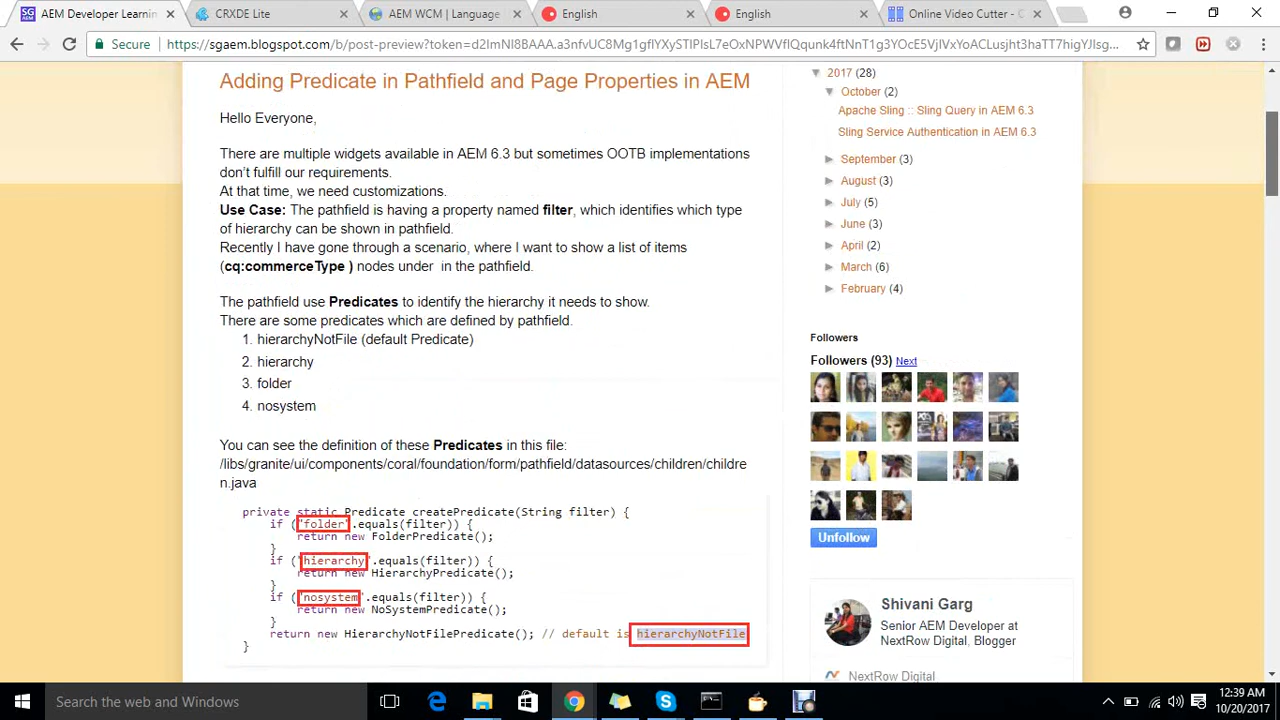 AEM Developer Learnin
CRXDE Lite
AEM WCM | Language
English
English
Online Video Cutter - C
Secure
https://sgaem.blogspot.com/b/post-preview?token=
Adding Predicate in Pathfield and Page Properties in AEM
Hello Everyone,
There are multiple widgets available in AEM 6.3 but sometimes OOTB implementations
don't fulfill our requirements.
At that time, we need customizations.
Use Case: The pathfield is having a property named filter, which identifies which type
of hierarchy can be shown in pathfield.
Recently I have gone through a scenario, where I want to show a list of items
(cq:commerceType ) nodes under  in the pathfield.
The pathfield use Predicates to identify the hierarchy it needs to show.
There are some predicates which are defined by pathfield.
1. hierarchyNotFile (default Predicate)
2. hierarchy
3. folder
4. nosystem
You can see the definition of these Predicates in this file:
/libs/granite/ui/components/coral/foundation/form/pathfield/datasources/children/childre
n.java
private static Predicate createPredicate(String filter) {
if ("folder".equals(filter)) {
return new FolderPredicate();
}
if ("hierarchy".equals(filter)) {
return new HierarchyPredicate();
}
if ("nosystem".equals(filter)) {
return new NoSystemPredicate();
}
return new HierarchyNotFilePredicate(); // default is hierarchyNotFile
}
▼ 2017 (28)
▼ October (2)
Apache Sling :: Sling Query in AEM 6.3
Sling Service Authentication in AEM 6.3
► September (3)
► August (3)
► July (5)
► June (3)
► April (2)
► March (6)
► February (4)
Followers
Followers (93) Next
Unfollow
Shivani Garg
Senior AEM Developer at
NextRow Digital, Blogger
NextRow Digital
Search the web and Windows
12:39 AM
10/20/2017